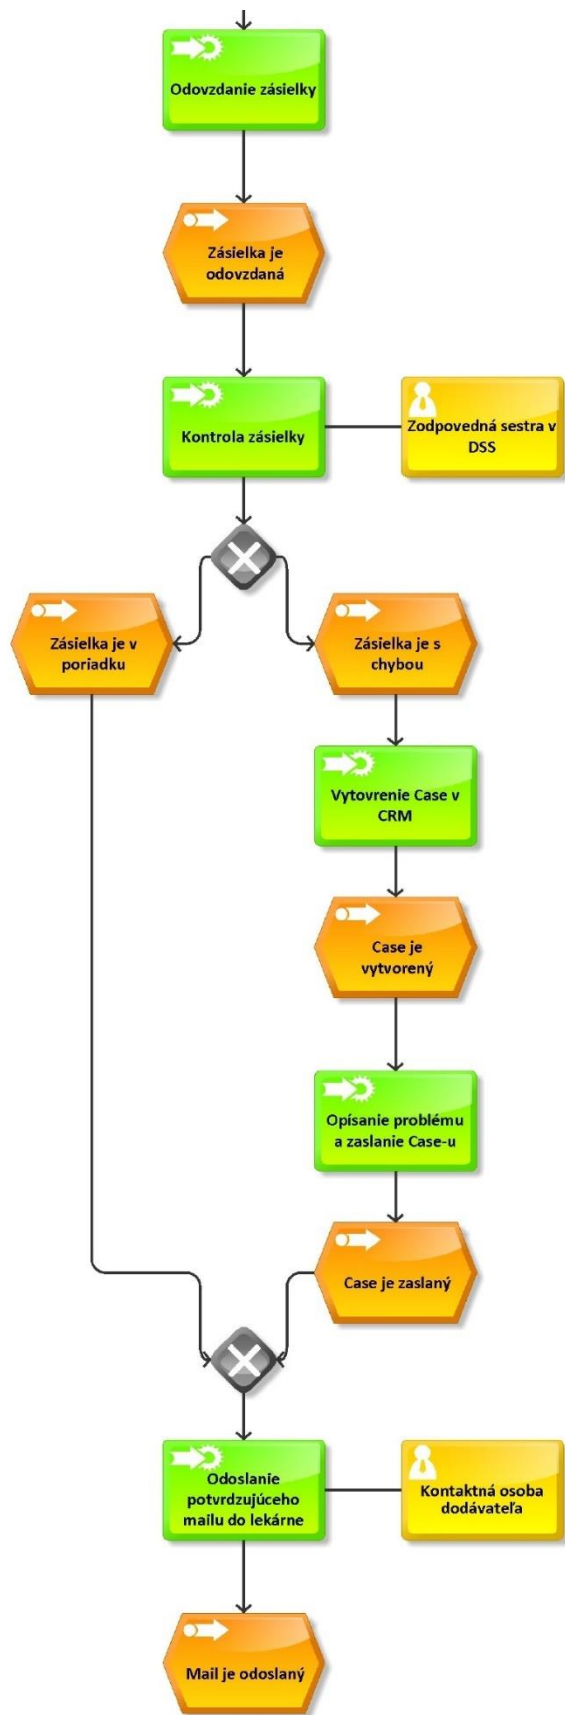 Odovzdanie zásielky
Zásielka je
odovzdaná
Kontrola zásielky
Zodpovedná sestra v
DSS
Zásielka je v
poriadku
Zásielka je s
chybou
Vytovrenie Case v
CRM
Case je
vytvorený
Opísanie problému
a zaslanie Case-u
Case je zaslaný
Odoslanie
potvrdzujúceho
mailu do lekárne
Kontaktná osoba
dodávateľa
Mail je odoslaný